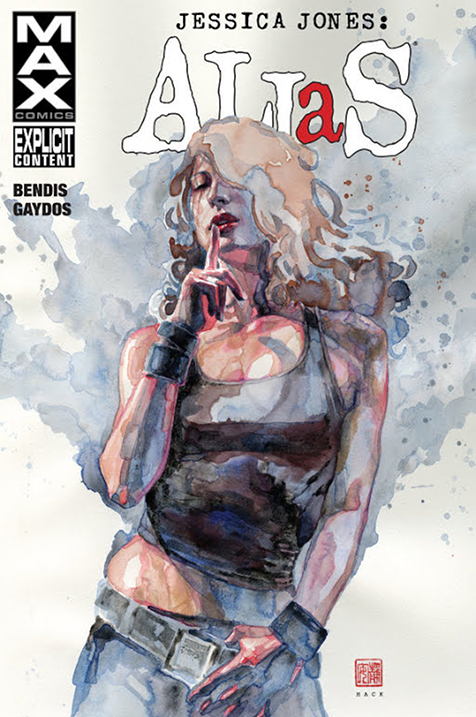 JESSICA JONES:
ALIaS
MAX
COMICS
EXPLICIT
CONTENT
BENDIS
GAYDOS
MACK